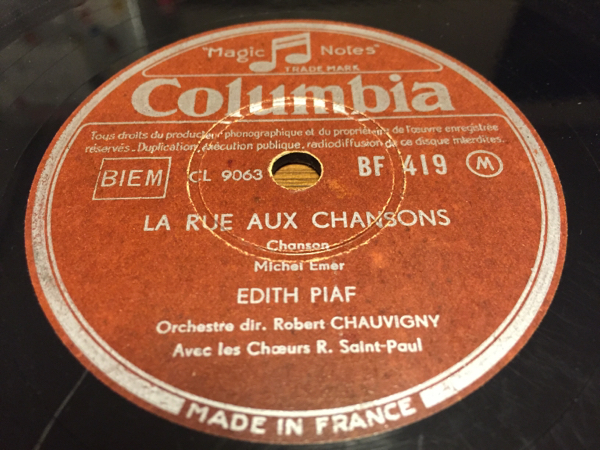 "Magic Notes"
TRADE MARK
Columbia
Tous droits du producteur phonographique et du propriétaire de l'œuvre enregistrée
réservés. Duplication, exécution publique, radiodiffusion de ce disque interdites.
BIEM CL 9063 BF 419 M
LA RUE AUX CHANSONS
Chanson
Michel Emer
EDITH PIAF
Orchestre dir. Robert CHAUVIGNY
Avec les Chœurs R. Saint-Paul
MADE IN FRANCE